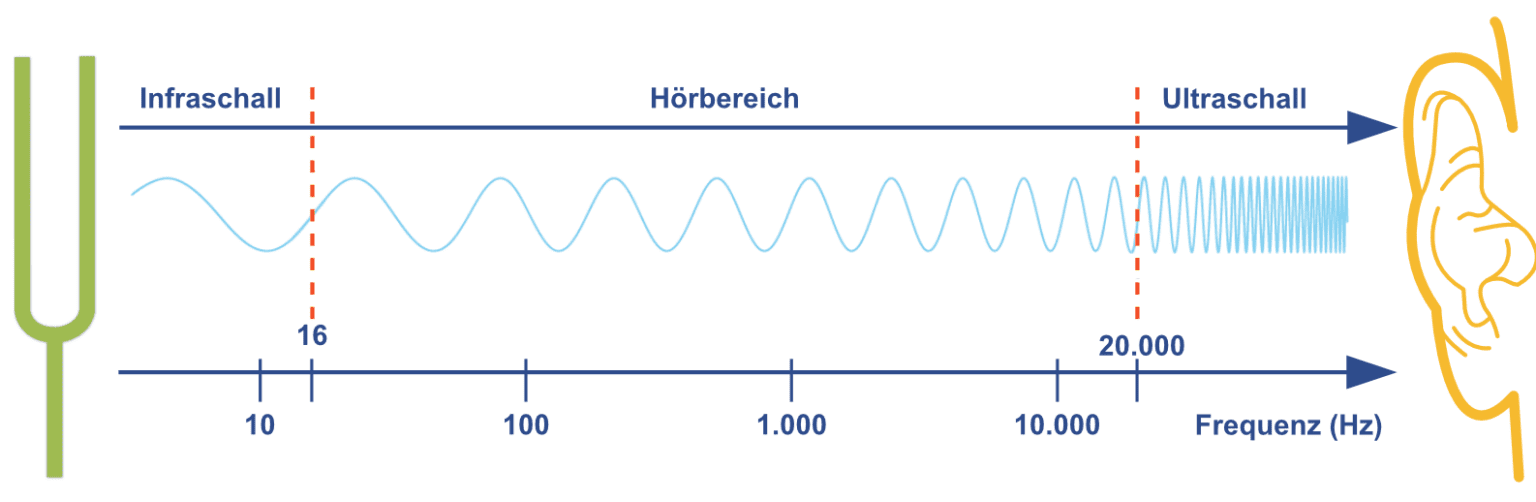 Infraschall
Hörbereich
Ultraschall
16
20.000
10
100
1.000
10.000
Frequenz (Hz)